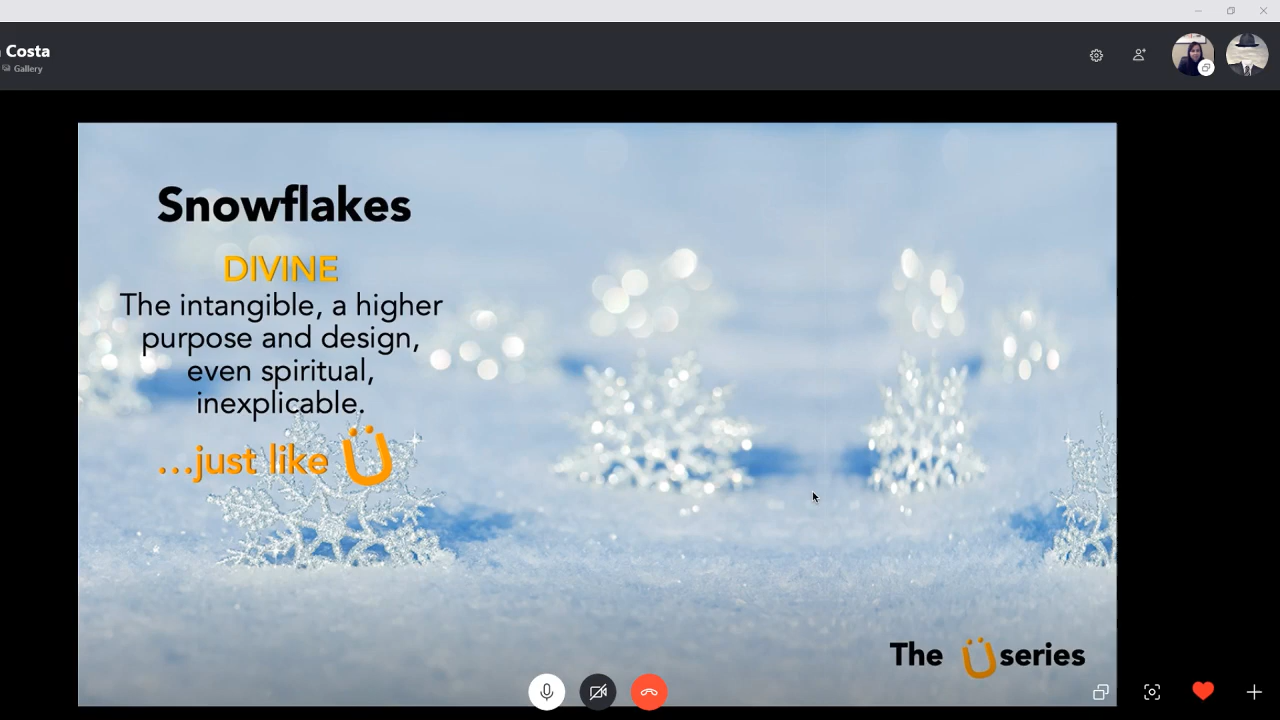 Costa
Gallery
Snowflakes
DIVINE
The intangible, a higher
purpose and design,
even spiritual,
inexplicable.
...just like Ü
The Ü series